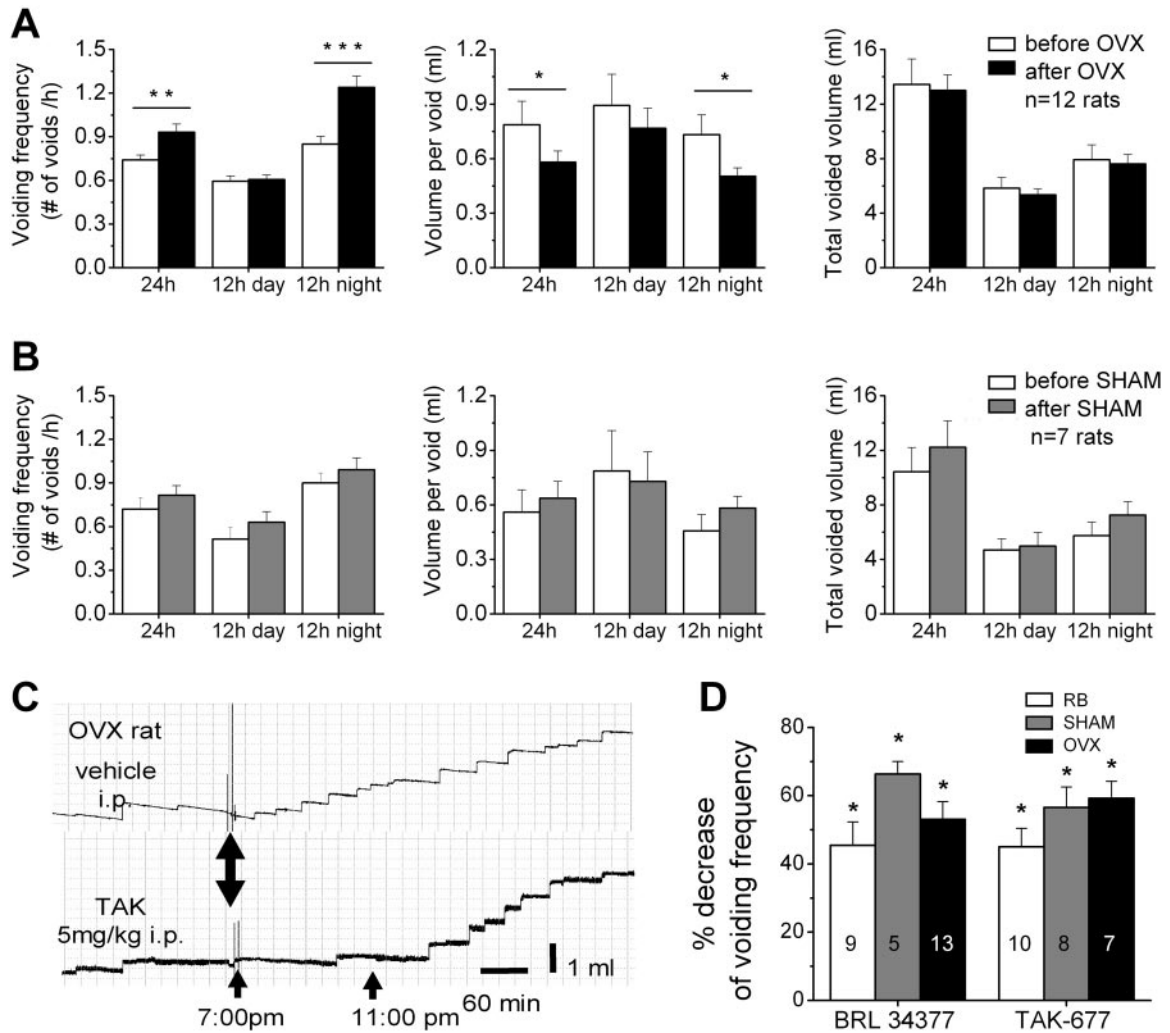 A
Voiding frequency
(# of voids /h)
1.5
1.2
0.9
0.6
0.3
0.0
* *
* * *
24h
12h day
12h night
Volume per void (ml)
1.2
0.9
0.6
0.3
0.0
*
*
24h
12h day
12h night
Total voided volume (ml)
16
12
8
4
0
before OVX
after OVX
n=12 rats
24h
12h day
12h night
B
Voiding frequency
(# of voids /h)
1.5
1.2
0.9
0.6
0.3
0.0
24h
12h day
12h night
Volume per void (ml)
1.2
0.9
0.6
0.3
0.0
24h
12h day
12h night
Total voided volume (ml)
16
12
8
4
0
before SHAM
after SHAM
n=7 rats
24h
12h day
12h night
C
OVX rat
vehicle
i.p.
TAK
5mg/kg i.p.
1 ml
60 min
7:00pm
11:00 pm
D
% decrease
of voiding frequency
80
60
40
20
0
RB
SHAM
OVX
*
*
*
*
*
*
9
5
13
10
8
7
BRL 34377
TAK-677